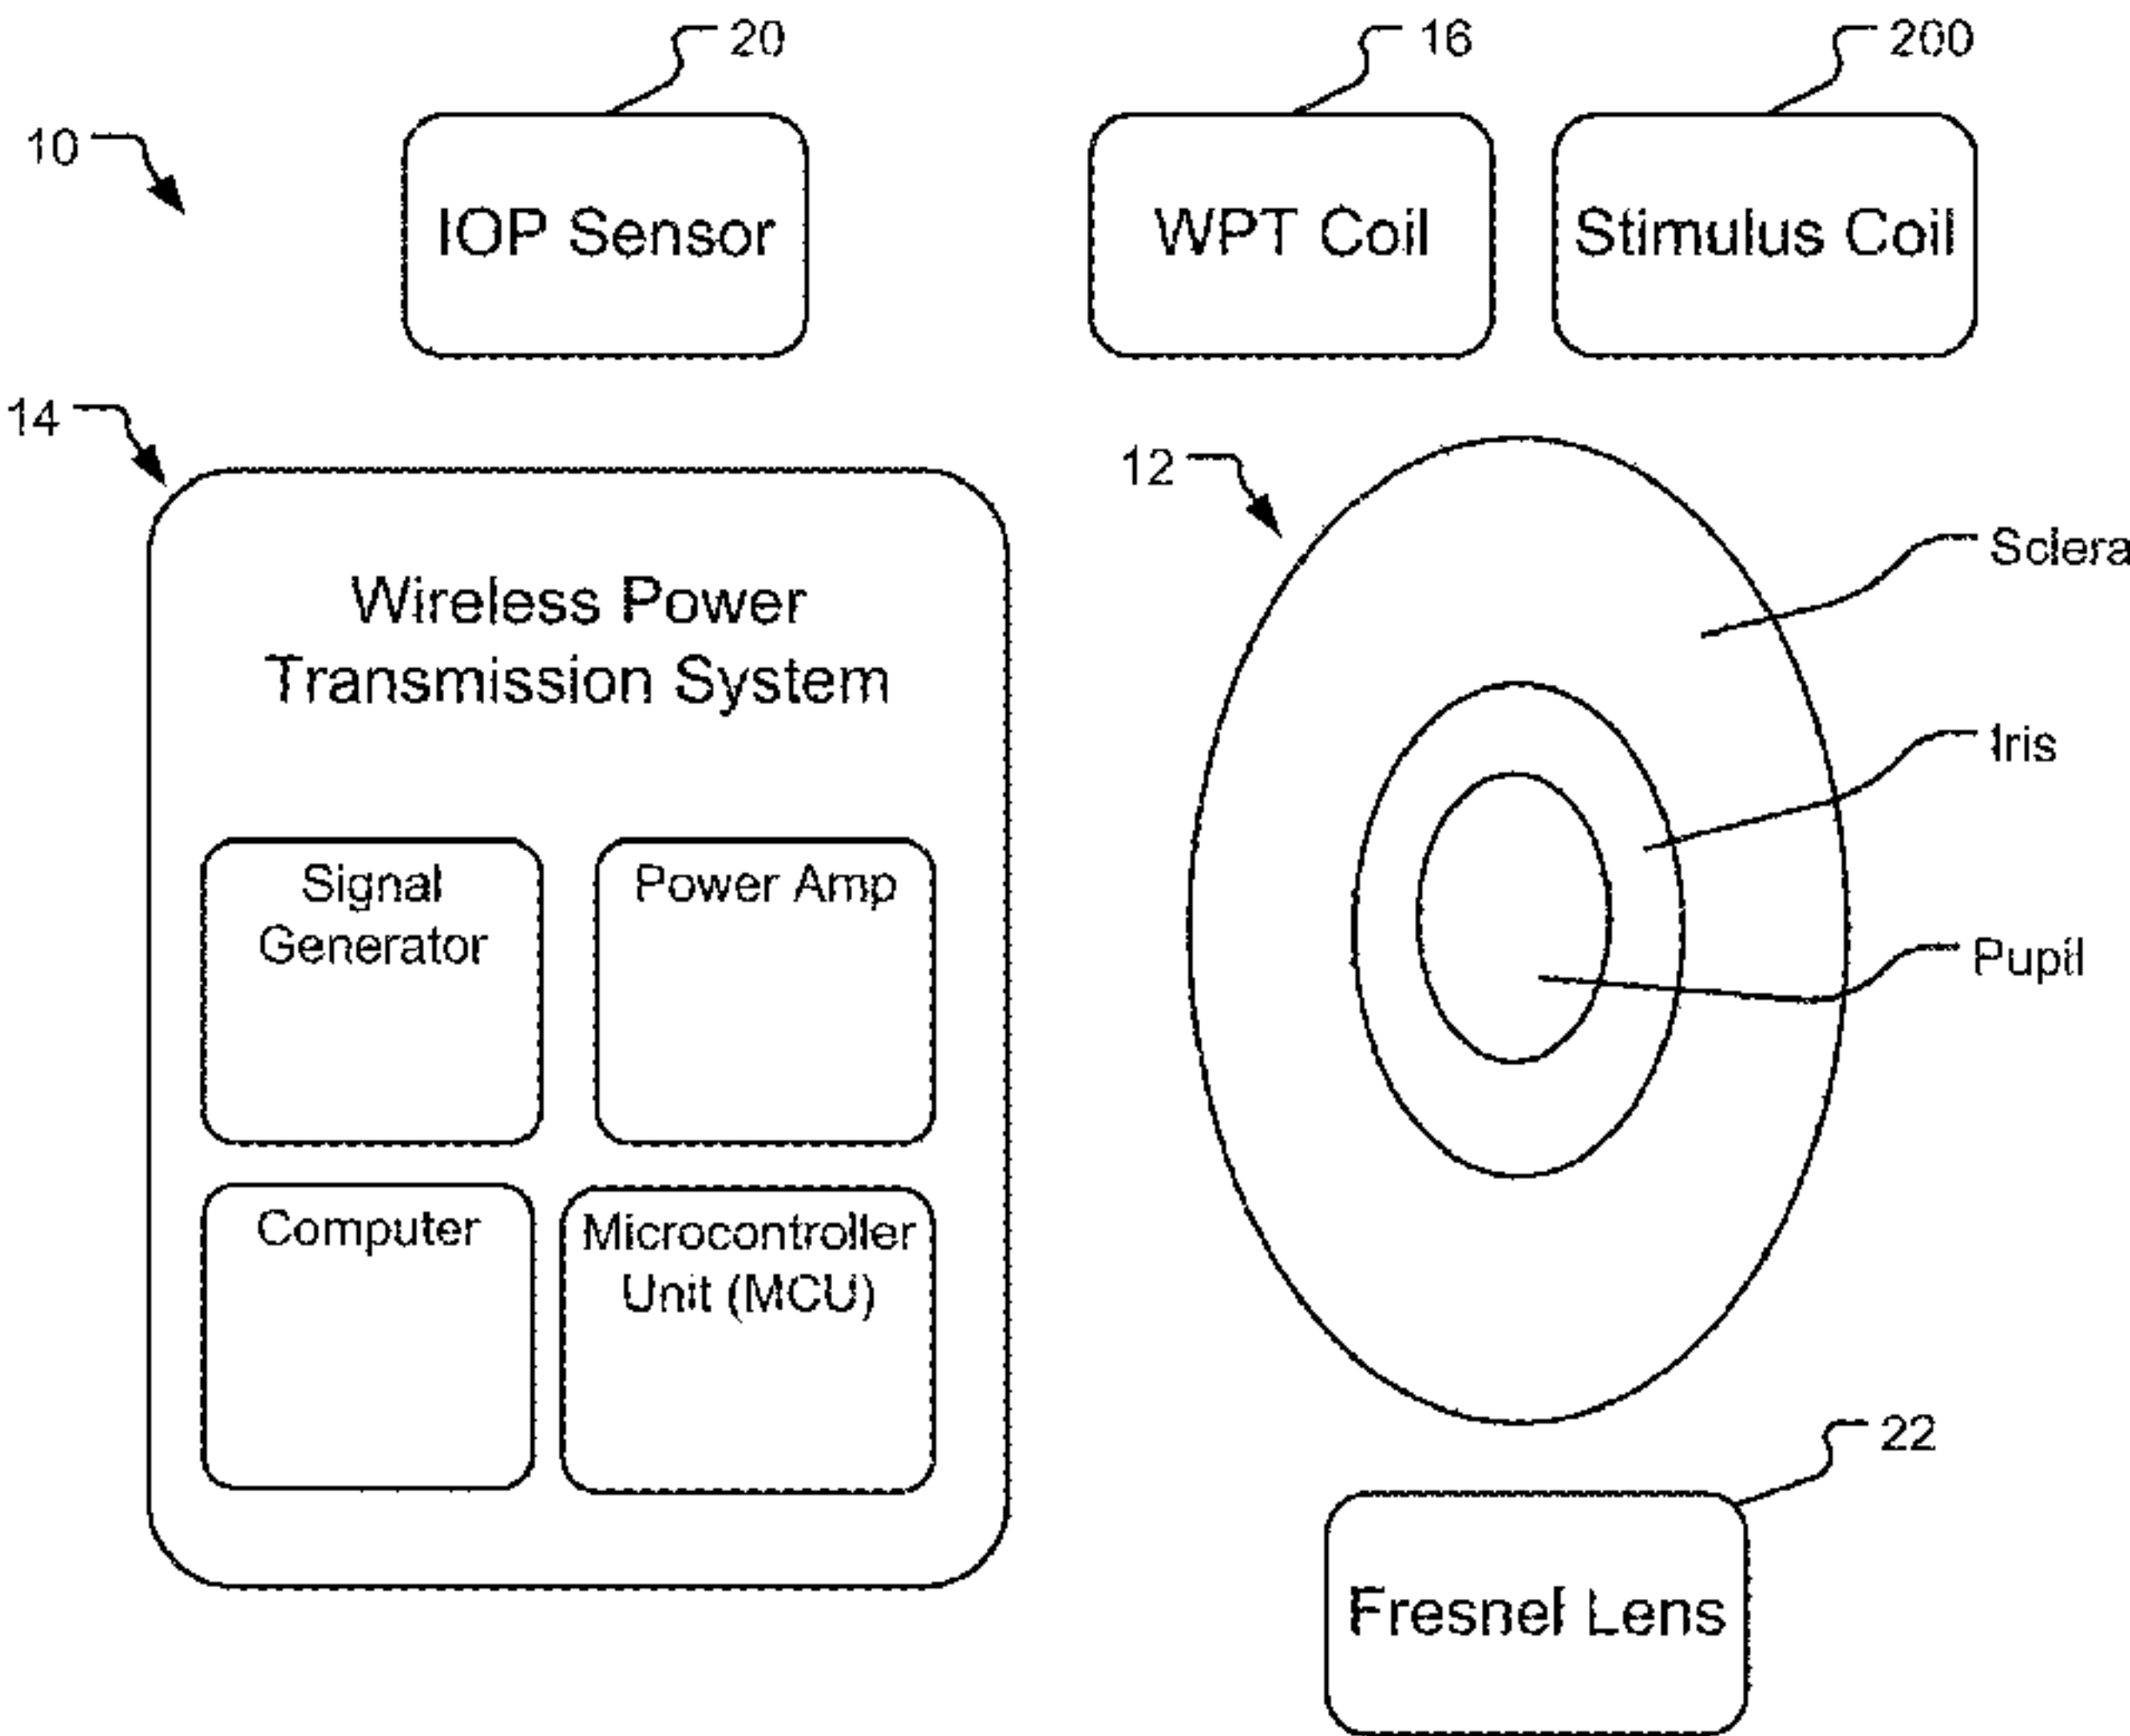 20
16
200
10
IOP Sensor
WPT Coil
Stimulus Coil
14
12
Wireless Power
Transmission System
Sclera
Iris
Pupil
Signal
Generator
Power Amp
Computer
Microcontroller
Unit (MCU)
22
Fresnel Lens